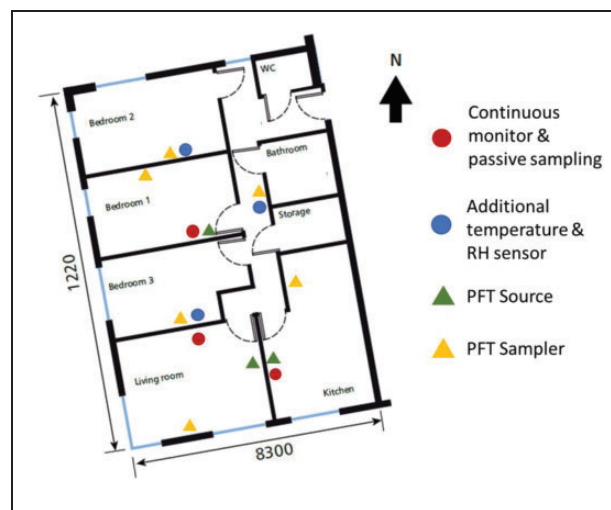 WC
N
Bedroom 2
Bathroom
Bedroom 1
Storage
Bedroom 3
Living room
Kitchen
1220
8300
Continuous
monitor &
passive sampling
Additional
temperature &
RH sensor
PFT Source
PFT Sampler